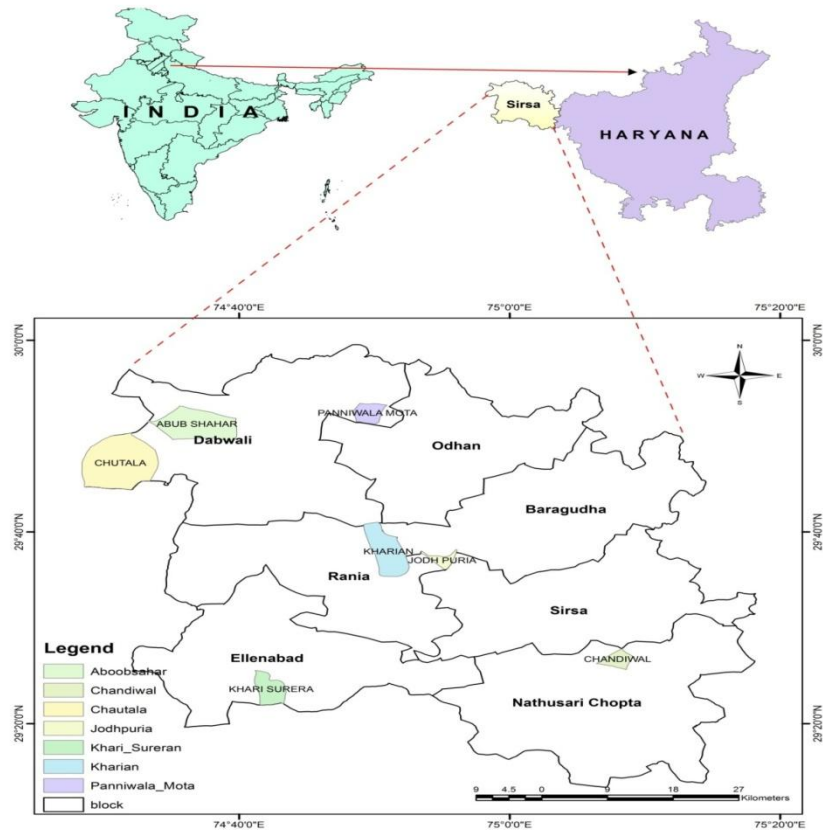 INDIA
Sirsa
HARYANA
74°40'0"E
75°0'0"E
75°20'0"E
30°0'0"N
30°0'0"N
N
W
E
S
PANNIWALA MOTA
ABUB SHAHAR
Dabwali
Odhan
CHUTALA
Baragudha
29°40'0"N
29°40'0"N
KHARIAN
JODH PURIA
Rania
Sirsa
Legend
Ellenabad
Aboobsahar
CHANDIWAL
Chandiwal
KHARI SURERA
Nathusari Chopta
Chautala
Jodhpuria
29°20'0"N
29°20'0"N
Khari_Sureran
Kharian
Panniwala_Mota
block
9 4.5 0 9 18 27
Kilometers
74°40'0"E
75°0'0"E
75°20'0"E